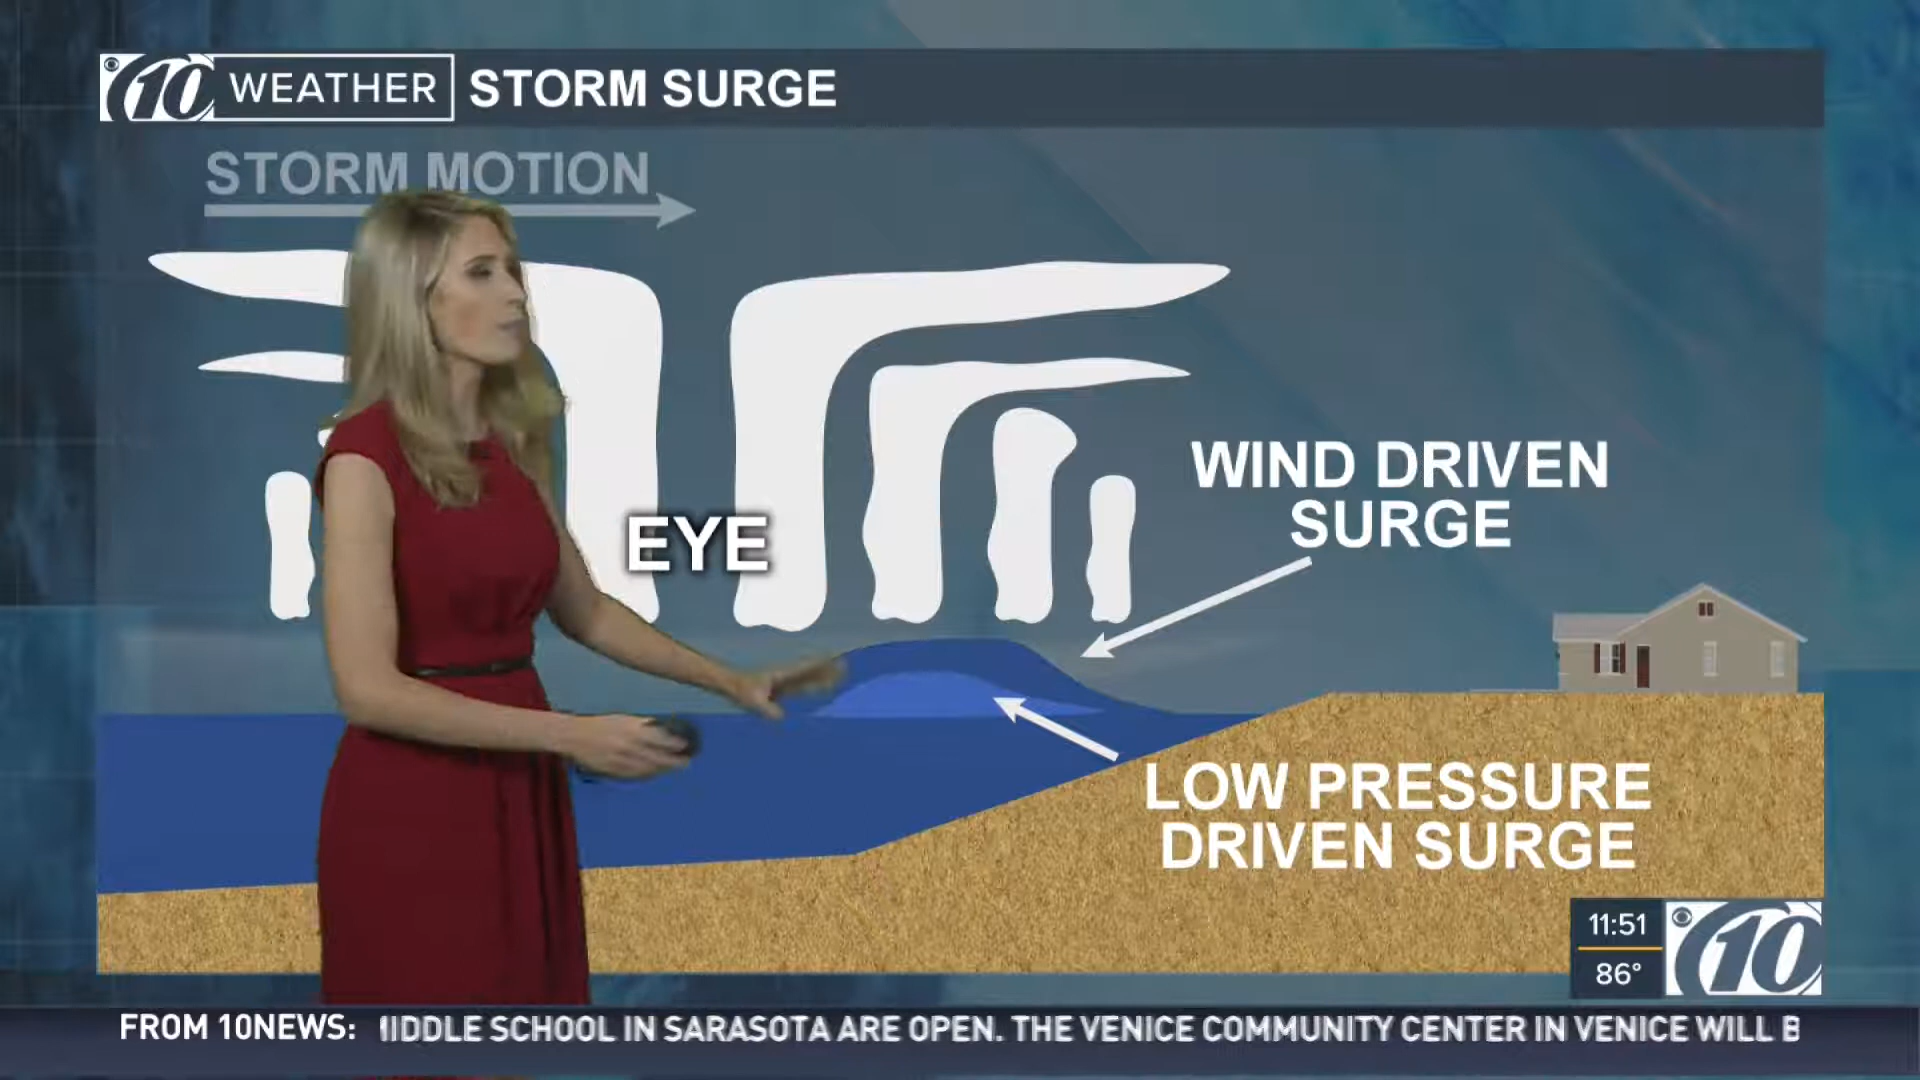 10 WEATHER STORM SURGE
STORM MOTION
EYE
WIND DRIVEN
SURGE
LOW PRESSURE
DRIVEN SURGE
11:51
86°
10
FROM 10NEWS: MIDDLE SCHOOL IN SARASOTA ARE OPEN. THE VENICE COMMUNITY CENTER IN VENICE WILL B